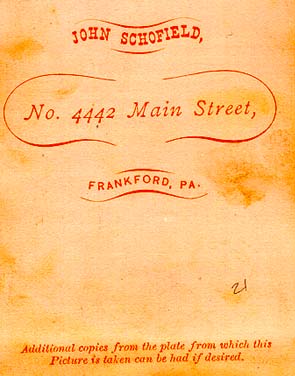 JOHN SCHOFIELD,
No. 4442 Main Street,
FRANKFORD, PA.
21
Additional copies from the plate from which this
Picture is taken can be had if desired.